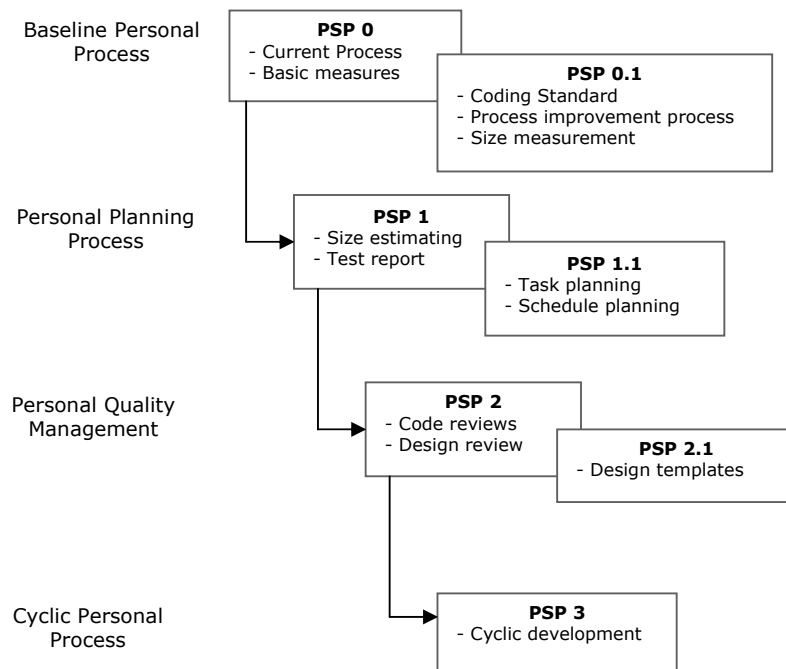 Baseline Personal
Process
PSP 0
- Current Process
- Basic measures
PSP 0.1
- Coding Standard
- Process improvement process
- Size measurement
Personal Planning
Process
PSP 1
- Size estimating
- Test report
PSP 1.1
- Task planning
- Schedule planning
Personal Quality
Management
PSP 2
- Code reviews
- Design review
PSP 2.1
- Design templates
Cyclic Personal
Process
PSP 3
- Cyclic development